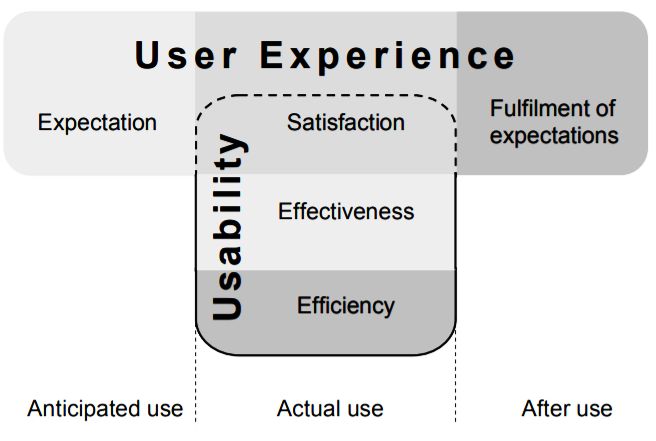 User Experience
Expectation
Satisfaction
Fulfilment of
expectations
Usability
Effectiveness
Efficiency
Anticipated use
Actual use
After use